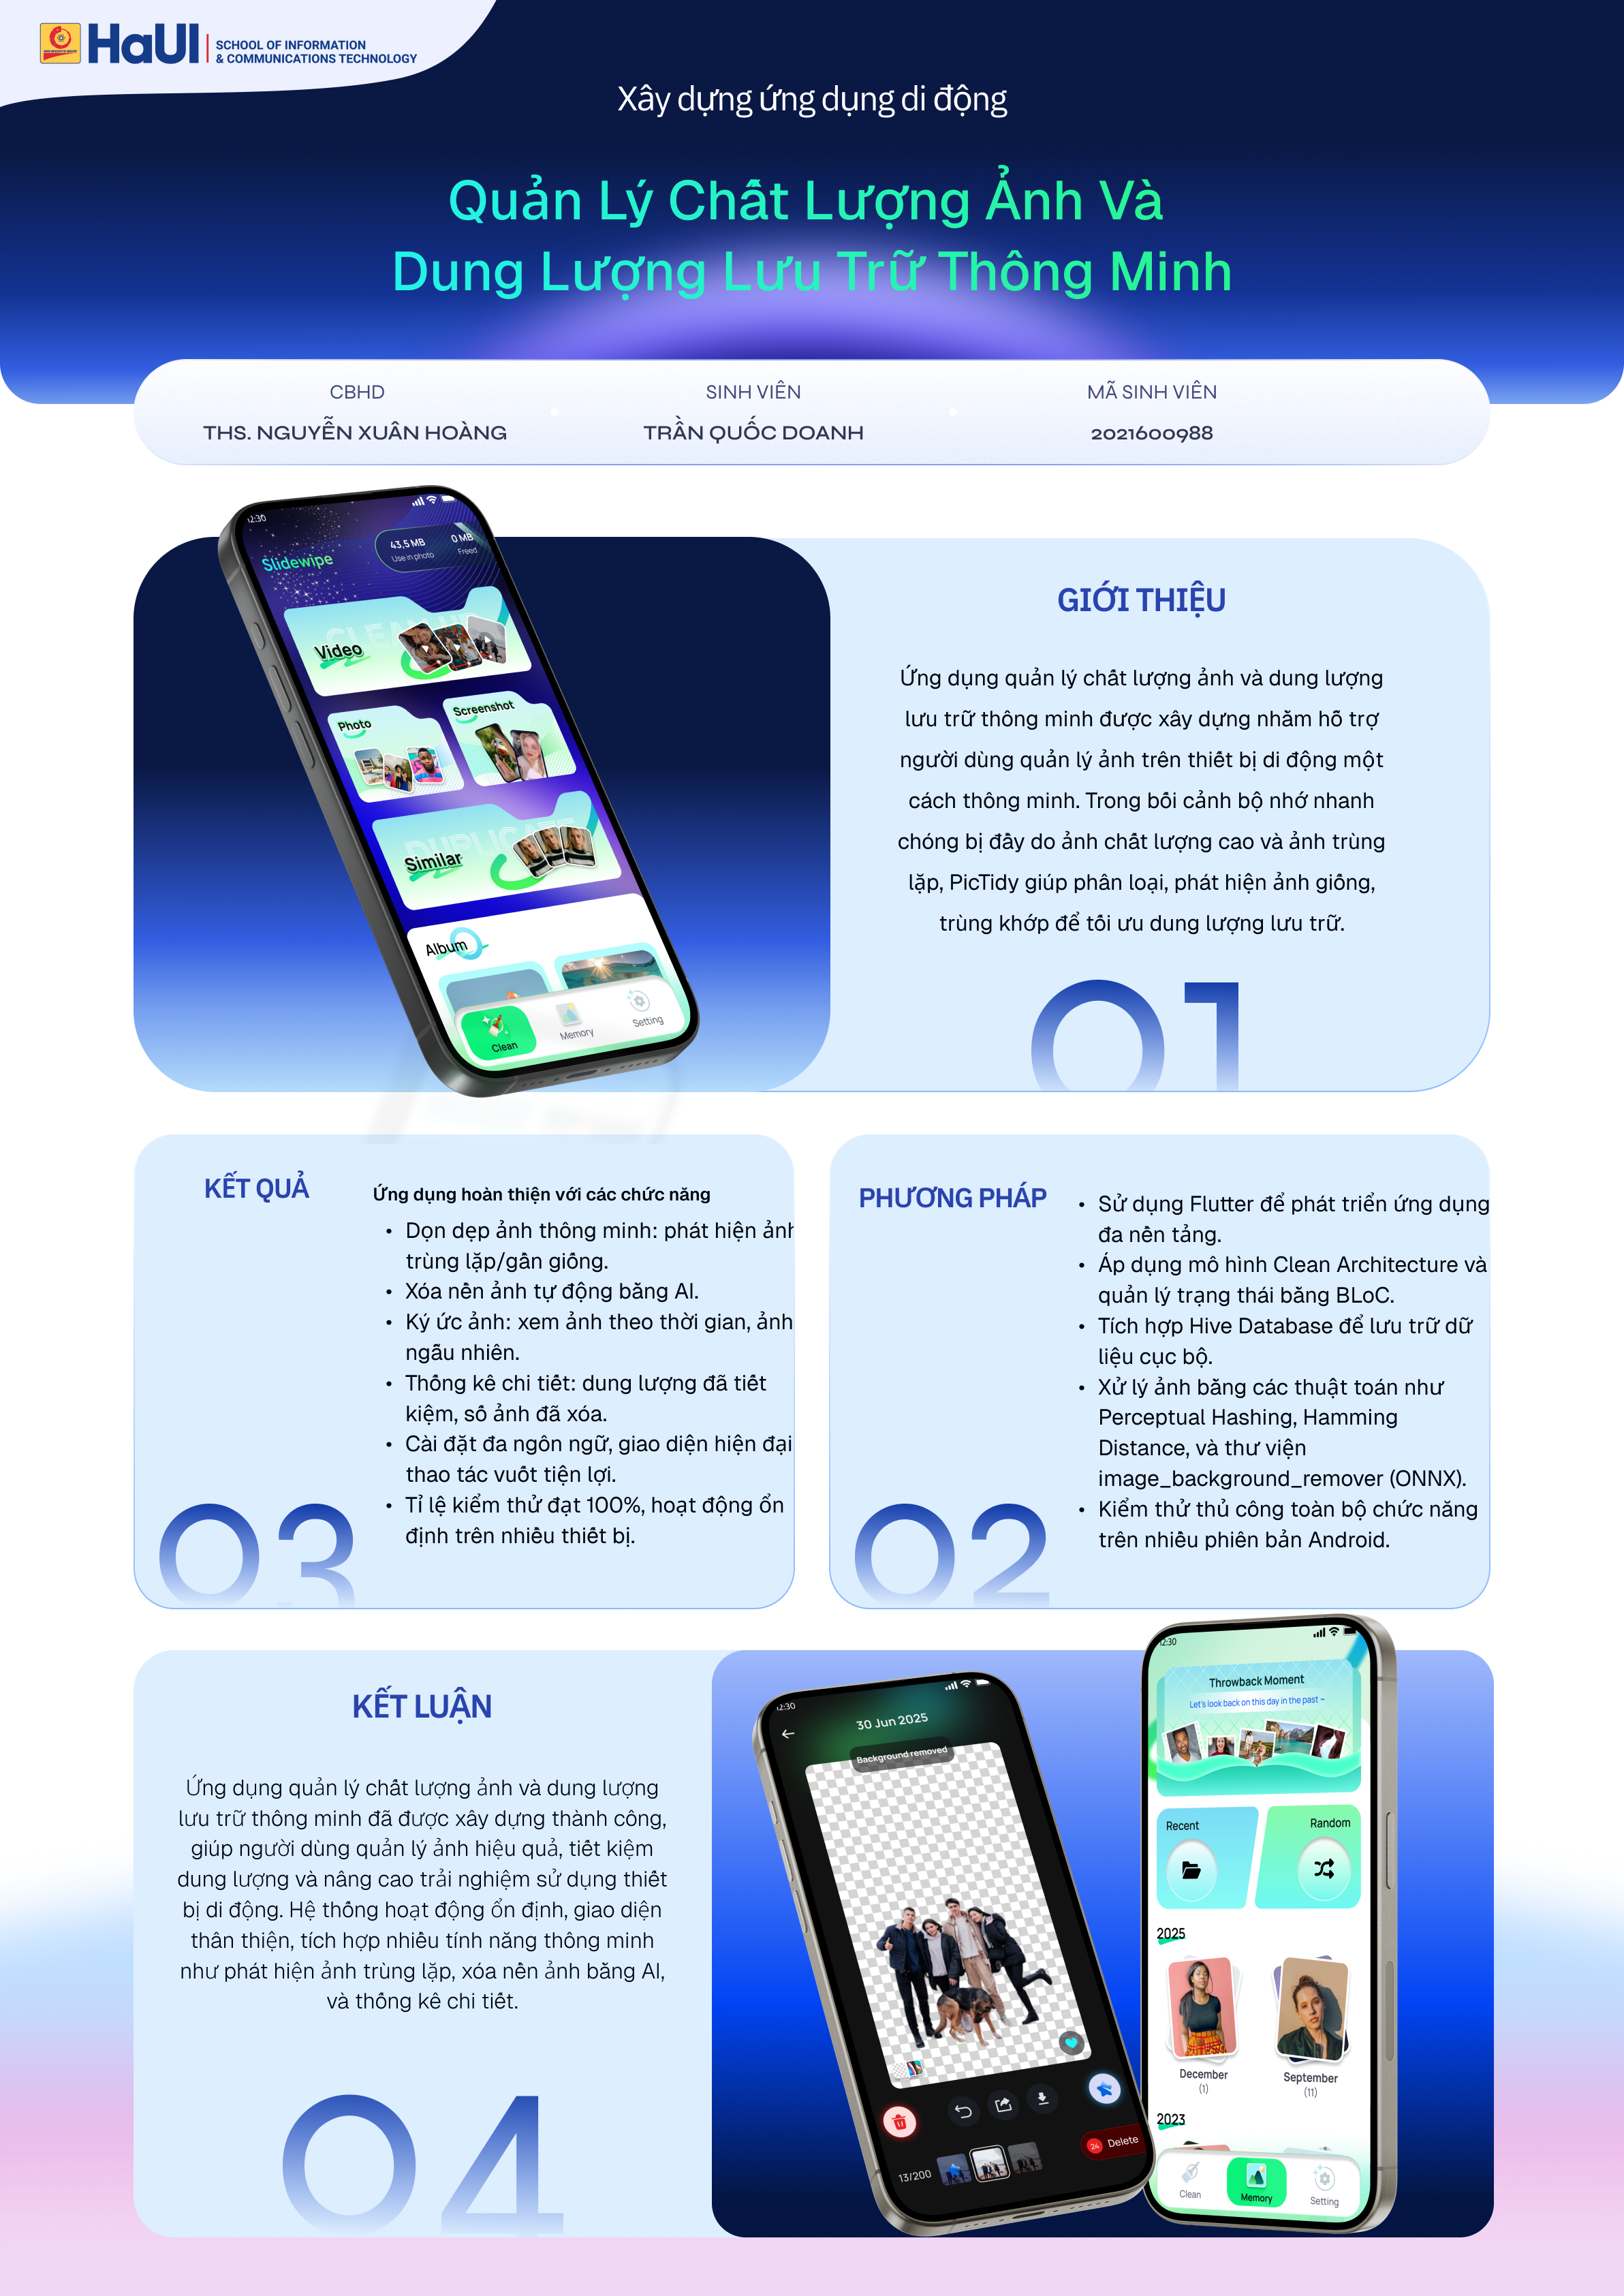 HaUI
SCHOOL OF INFORMATION
& COMMUNICATIONS TECHNOLOGY
Xây dựng ứng dụng di động
Quản Lý Chất Lượng Ảnh Và
Dung Lượng Lưu Trữ Thông Minh
CBHD
THS. NGUYỄN XUÂN HOÀNG
SINH VIÊN
TRẦN QUỐC DOANH
MÃ SINH VIÊN
2021600988
12:30
Slidewipe
43,5 MB
Use in photo
0 MB
Freed
CLEAN UP
Video
Photo
Screenshot
DUPLICATE
Similar
Album
Clean
Memory
Setting
GIỚI THIỆU
Ứng dụng quản lý chất lượng ảnh và dung lượng
lưu trữ thông minh được xây dựng nhằm hỗ trợ
người dùng quản lý ảnh trên thiết bị di động một
cách thông minh. Trong bối cảnh bộ nhớ nhanh
chóng bị đầy do ảnh chất lượng cao và ảnh trùng
lặp, PicTidy giúp phân loại, phát hiện ảnh giống,
trùng khớp để tối ưu dung lượng lưu trữ.
01
KẾT QUẢ
Ứng dụng hoàn thiện với các chức năng
• Dọn dẹp ảnh thông minh: phát hiện ảnh
trùng lặp/gần giống.
• Xóa nền ảnh tự động bằng AI.
• Ký ức ảnh: xem ảnh theo thời gian, ảnh
ngẫu nhiên.
• Thống kê chi tiết: dung lượng đã tiết
kiệm, số ảnh đã xóa.
• Cài đặt đa ngôn ngữ, giao diện hiện đại
thao tác vuốt tiện lợi.
• Tỉ lệ kiểm thử đạt 100%, hoạt động ổn
định trên nhiều thiết bị.
03
PHƯƠNG PHÁP
• Sử dụng Flutter để phát triển ứng dụng
đa nền tảng.
• Áp dụng mô hình Clean Architecture và
quản lý trạng thái bằng BLoC.
• Tích hợp Hive Database để lưu trữ dữ
liệu cục bộ.
• Xử lý ảnh bằng các thuật toán như
Perceptual Hashing, Hamming
Distance, và thư viện
image_background_remover (ONNX).
• Kiểm thử thủ công toàn bộ chức năng
trên nhiều phiên bản Android.
02
KẾT LUẬN
Ứng dụng quản lý chất lượng ảnh và dung lượng
lưu trữ thông minh đã được xây dựng thành công,
giúp người dùng quản lý ảnh hiệu quả, tiết kiệm
dung lượng và nâng cao trải nghiệm sử dụng thiết
bị di động. Hệ thống hoạt động ổn định, giao diện
thân thiện, tích hợp nhiều tính năng thông minh
như phát hiện ảnh trùng lặp, xóa nền ảnh bằng AI,
và thống kê chi tiết.
04
12:30
30 Jun 2025
Background removed
13/200
24
Delete
12:30
Throwback Moment
Let's look back on this day in the past ~
Recent
Random
2025
December
(1)
September
(11)
2023
Clean
Memory
Setting